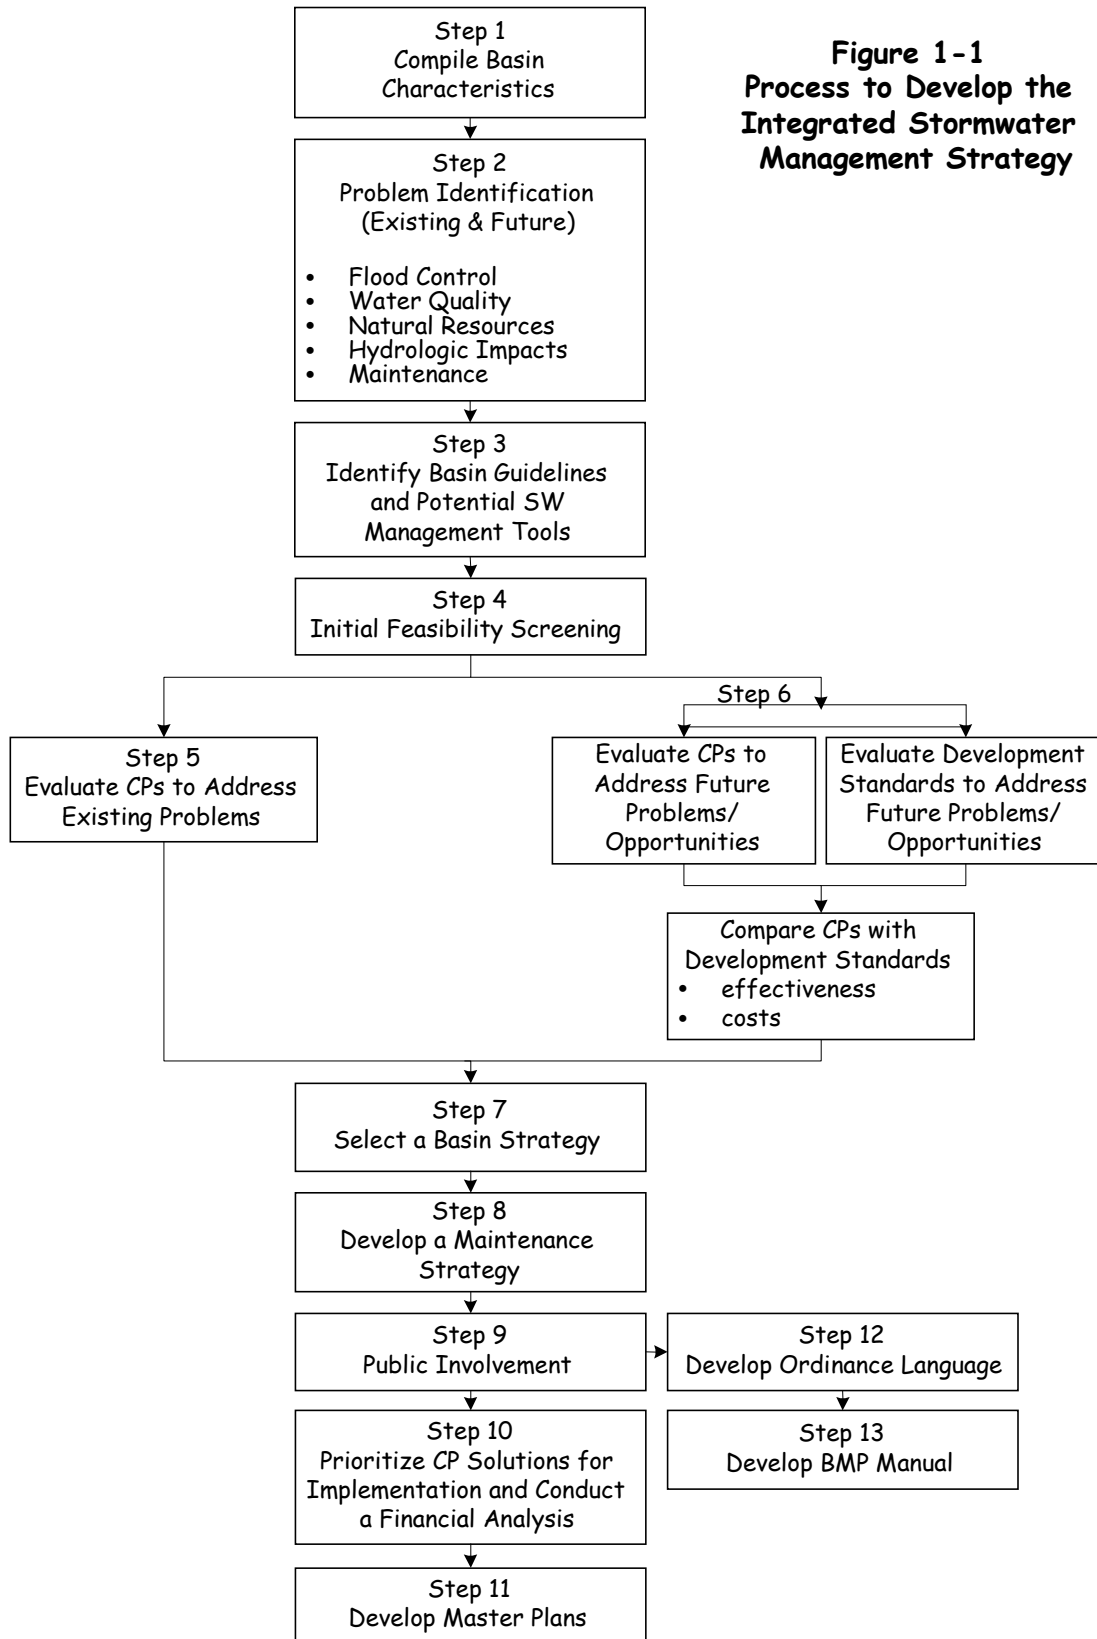 Figure 1-1
Process to Develop the
Integrated Stormwater
Management Strategy
Step 1
Compile Basin
Characteristics
Step 2
Problem Identification
(Existing & Future)
• Flood Control
• Water Quality
• Natural Resources
• Hydrologic Impacts
• Maintenance
Step 3
Identify Basin Guidelines
and Potential SW
Management Tools
Step 4
Initial Feasibility Screening
Step 5
Evaluate CPs to Address
Existing Problems
Step 6
Evaluate CPs to
Address Future
Problems/
Opportunities
Evaluate Development
Standards to Address
Future Problems/
Opportunities
Compare CPs with
Development Standards
• effectiveness
• costs
Step 7
Select a Basin Strategy
Step 8
Develop a Maintenance
Strategy
Step 9
Public Involvement
Step 12
Develop Ordinance Language
Step 10
Prioritize CP Solutions for
Implementation and Conduct
a Financial Analysis
Step 13
Develop BMP Manual
Step 11
Develop Master Plans